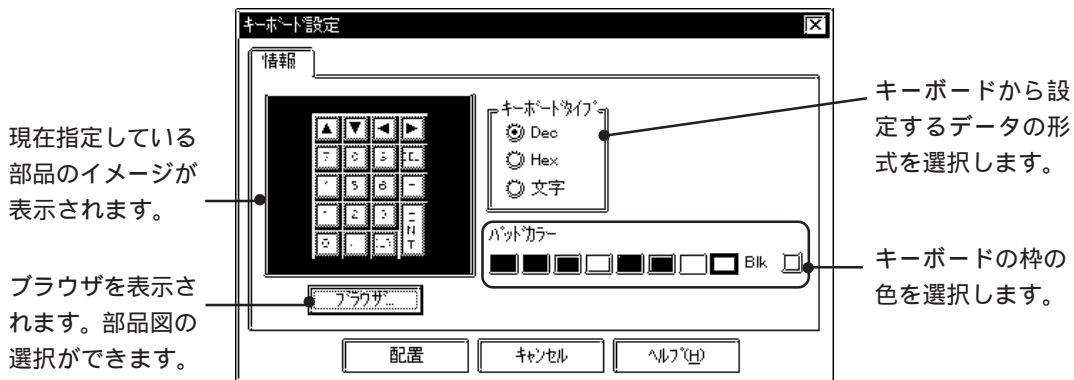 キーボード設定
情報
現在指定している
部品のイメージが
表示されます。
ブラウザを表示さ
れます。部品図の
選択ができます。
キーボードタイプ
Dec
Hex
文字
パッドカラー
Blk
ブラウザ...
配置
キャンセル
ヘルプ(H)
キーボードから設
定するデータの形
式を選択します。
キーボードの枠の
色を選択します。